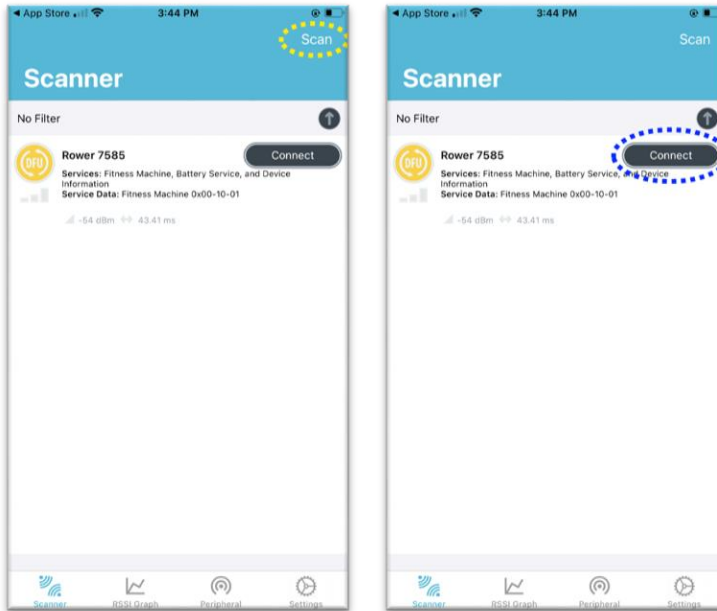 App Store
3:44 PM
Scan
Scanner
No Filter
DFU
Rower 7585
Connect
Services: Fitness Machine, Battery Service, and Device
Information
Service Data: Fitness Machine 0x00-10-01
-54 dBm
43.41 ms
Scanner
RSSI Graph
Peripheral
Settings
App Store
3:44 PM
Scan
Scanner
No Filter
DFU
Rower 7585
Connect
Services: Fitness Machine, Battery Service, and Device
Information
Service Data: Fitness Machine 0x00-10-01
-54 dBm
43.41 ms
Scanner
RSSI Graph
Peripheral
Settings